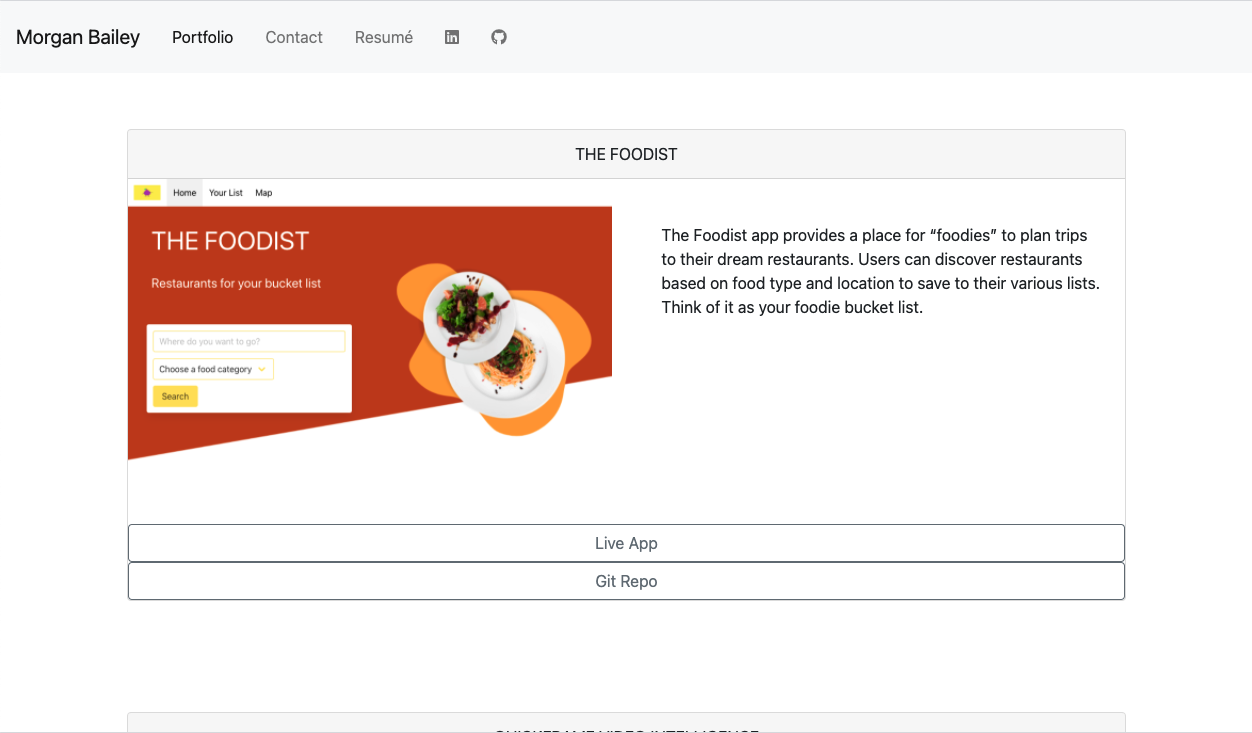 Morgan Bailey Portfolio Contact Resumé
THE FOODIST
Home Your List Map
THE FOODIST
Restaurants for your bucket list
Where do you want to go?
Choose a food category
Search
The Foodist app provides a place for “foodies” to plan trips
to their dream restaurants. Users can discover restaurants
based on food type and location to save to their various lists.
Think of it as your foodie bucket list.
Live App
Git Repo